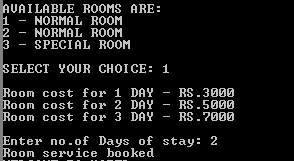 AVAILABLE ROOMS ARE:
1 - NORMAL ROOM
2 - NORMAL ROOM
3 - SPECIAL ROOM
SELECT YOUR CHOICE: 1
Room cost for 1 DAY - RS.3000
Room cost for 2 DAY - RS.5000
Room cost for 3 DAY - RS.7000
Enter no.of Days of stay: 2
Room service booked